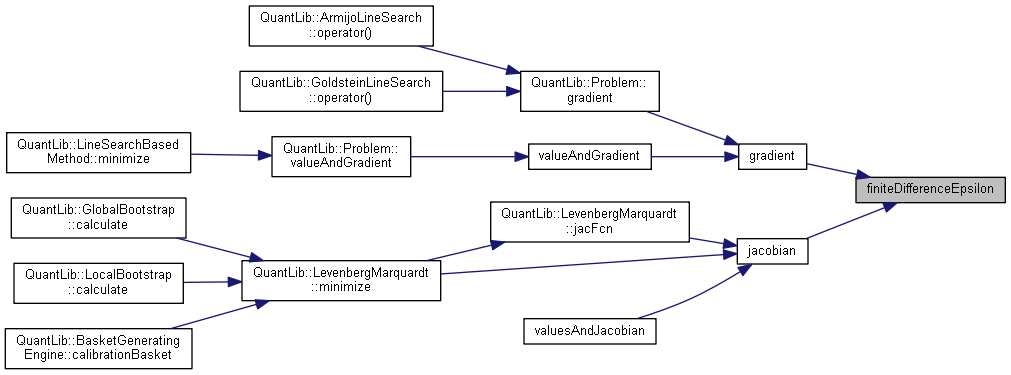 QuantLib::ArmijoLineSearch
::operator()
QuantLib::GoldsteinLineSearch
::operator()
QuantLib::Problem::
gradient
QuantLib::LineSearchBased
Method::minimize
QuantLib::Problem::
valueAndGradient
valueAndGradient
gradient
finiteDifferenceEpsilon
QuantLib::GlobalBootstrap
::calculate
QuantLib::LevenbergMarquardt
::jacFcn
jacobian
QuantLib::LocalBootstrap
::calculate
QuantLib::LevenbergMarquardt
::minimize
valuesAndJacobian
QuantLib::BasketGenerating
Engine::calibrationBasket